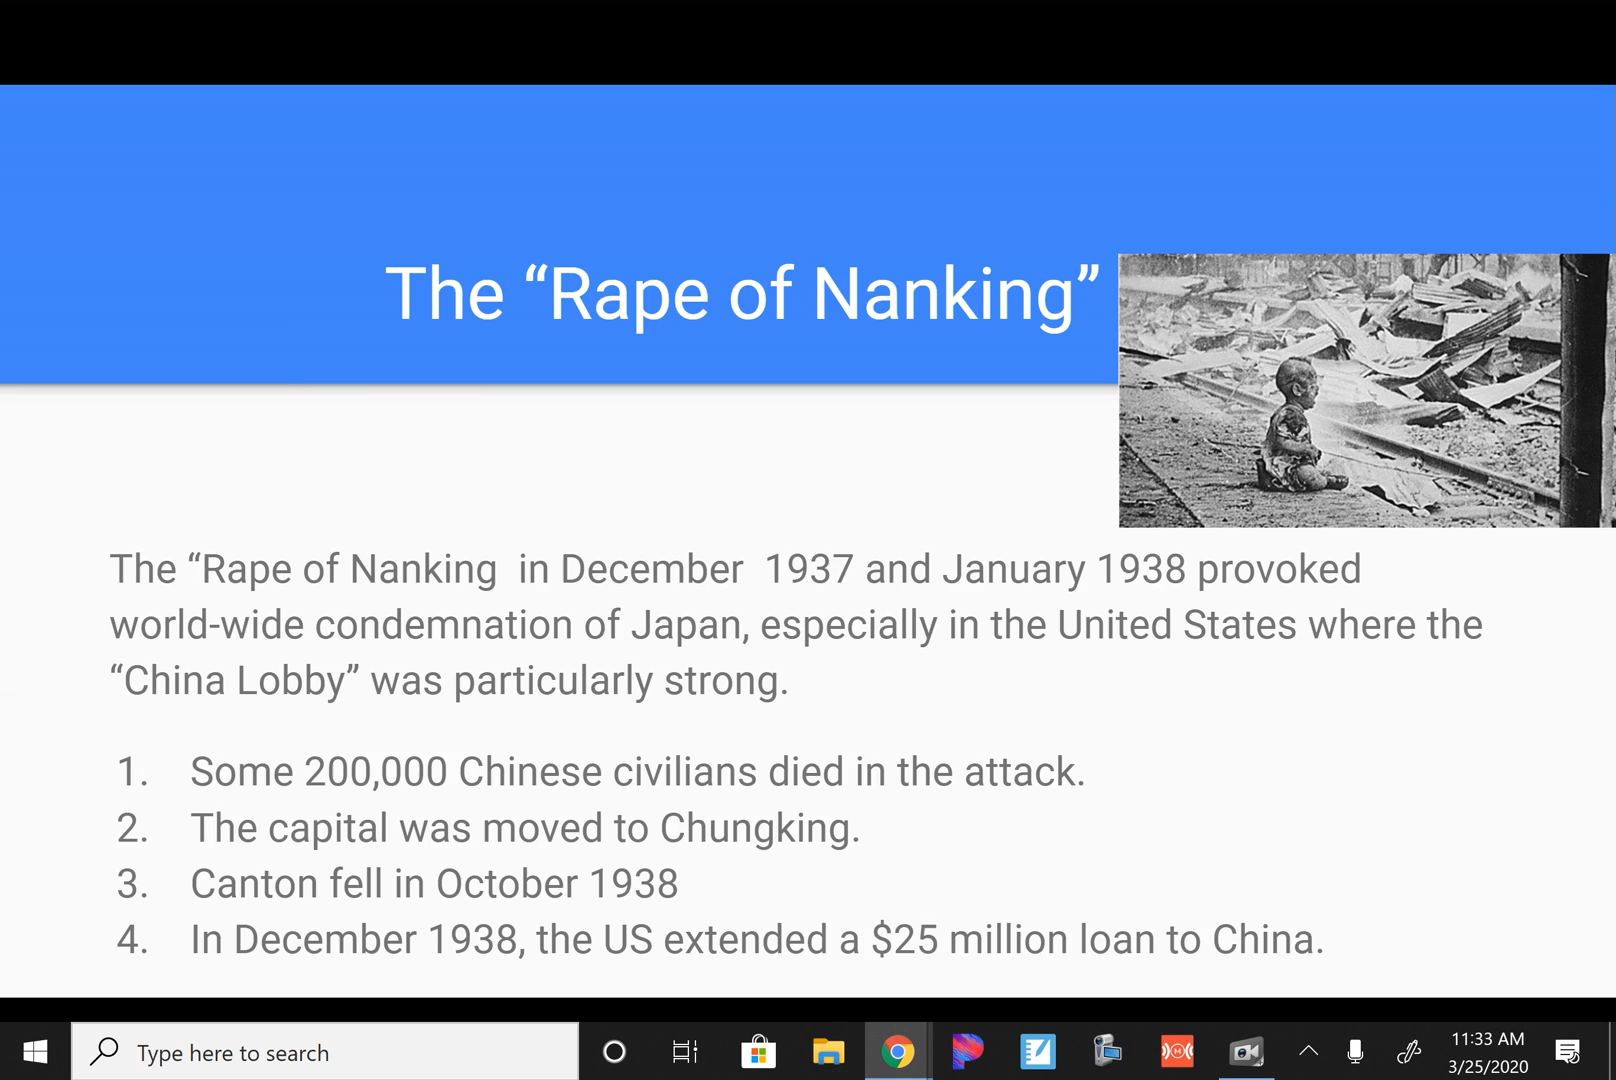 The “Rape of Nanking”
The “Rape of Nanking  in December  1937 and January 1938 provoked
world-wide condemnation of Japan, especially in the United States where the
“China Lobby” was particularly strong.
1. Some 200,000 Chinese civilians died in the attack.
2. The capital was moved to Chungking.
3. Canton fell in October 1938
4. In December 1938, the US extended a $25 million loan to China.
Type here to search
11:33 AM
3/25/2020